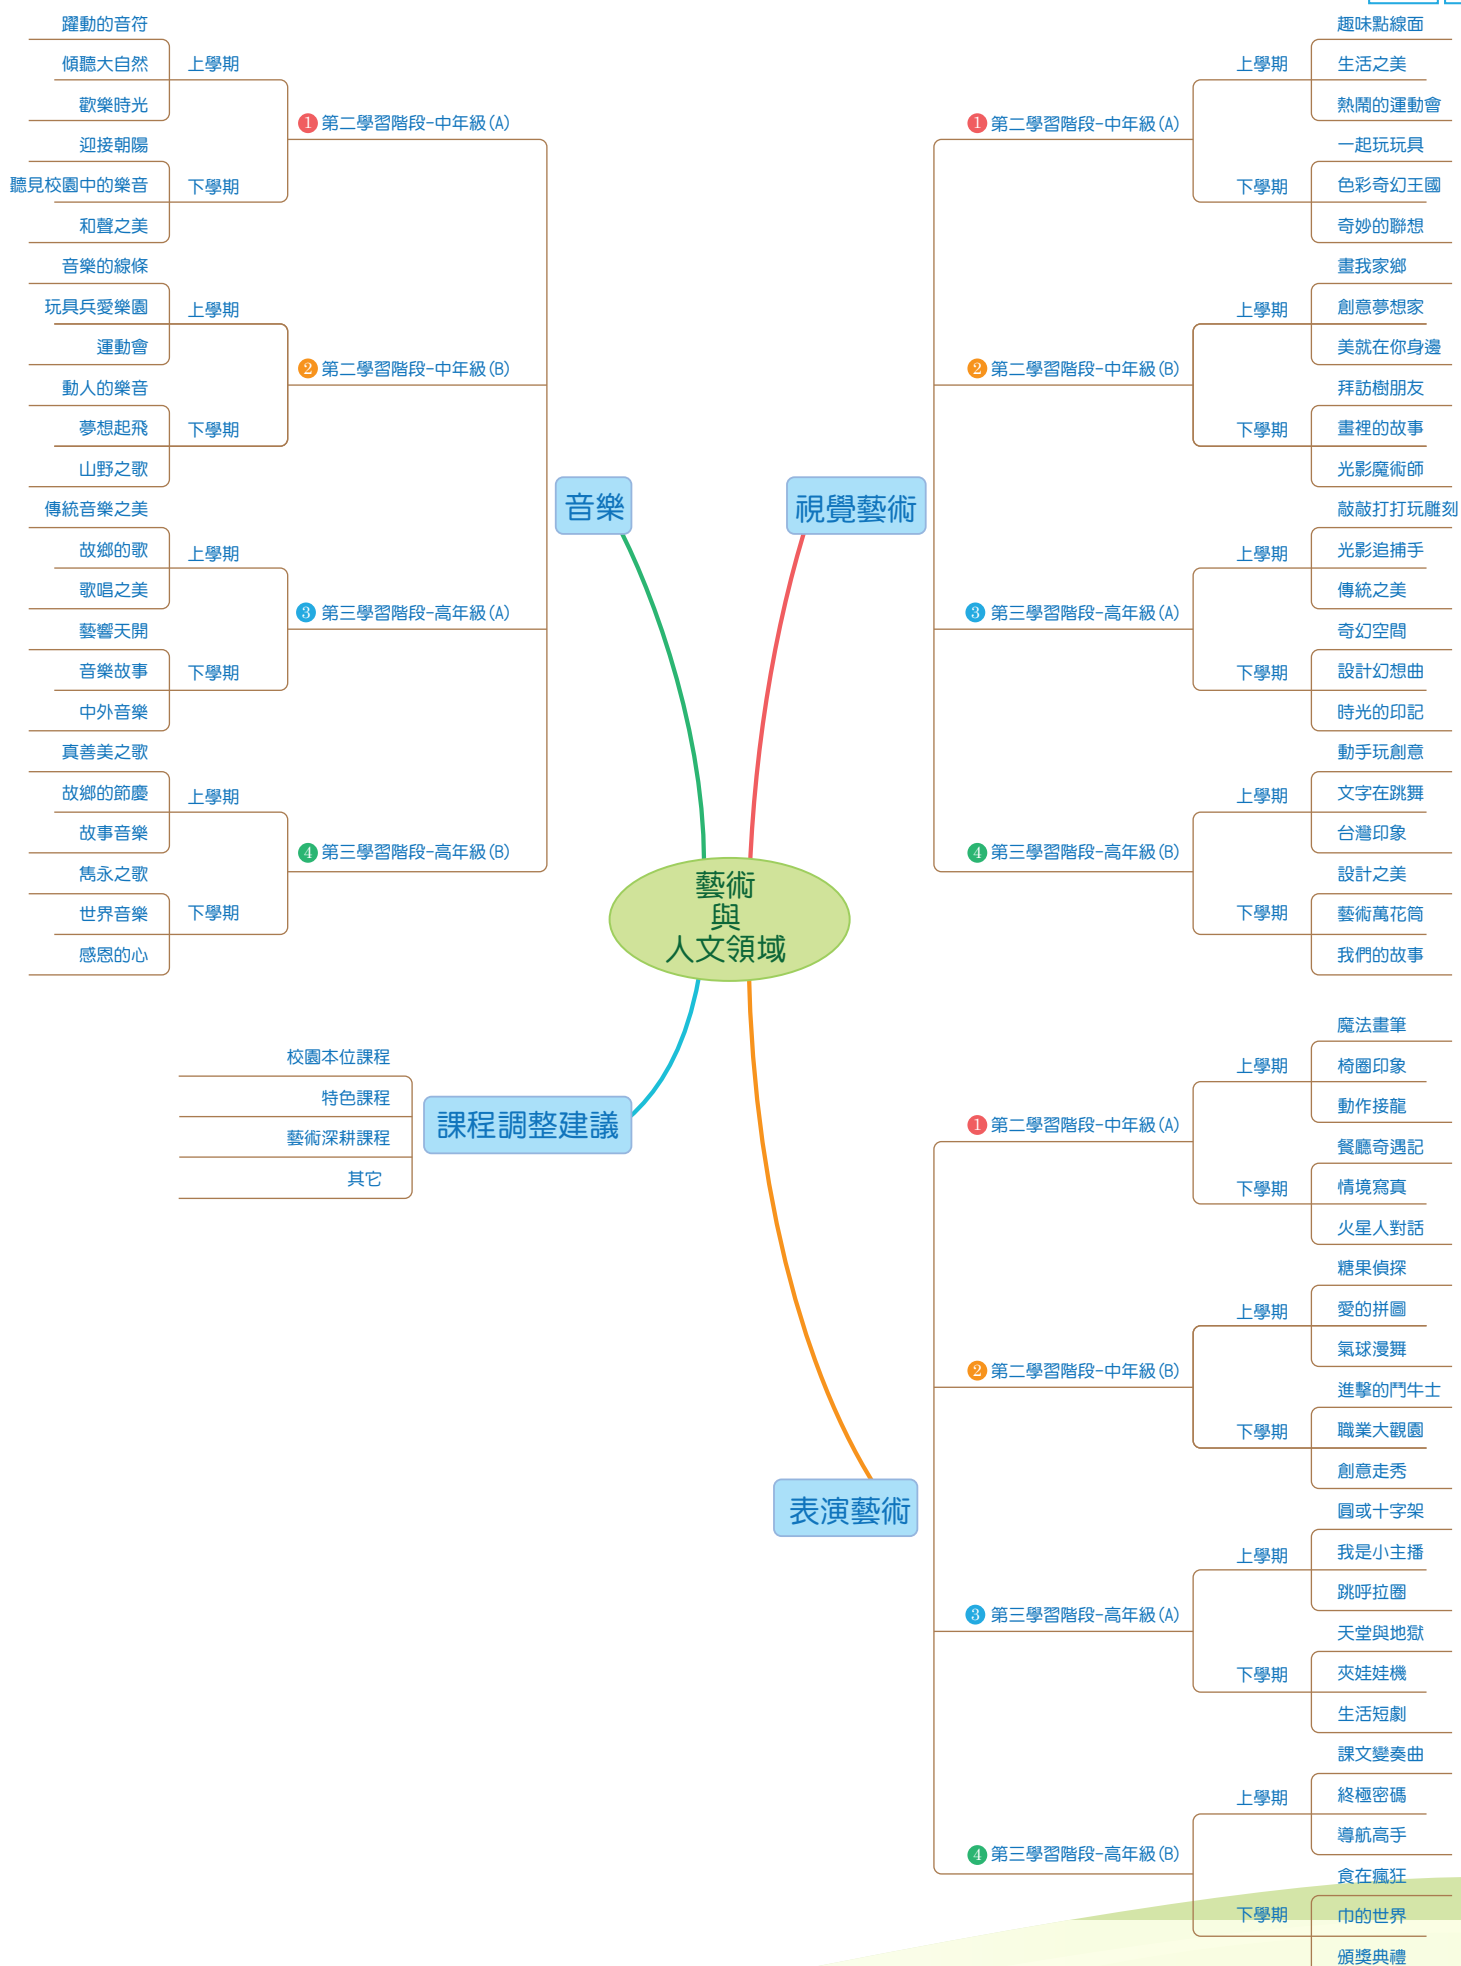 藝術
與
人文領域
音樂
❶ 第二學習階段-中年級(A)
上學期
躍動的音符
傾聽大自然
歡樂時光
下學期
迎接朝陽
聽見校園中的樂音
和聲之美
❷ 第二學習階段-中年級(B)
上學期
音樂的線條
玩具兵愛樂園
運動會
下學期
動人的樂音
夢想起飛
山野之歌
❸ 第三學習階段-高年級(A)
上學期
傳統音樂之美
故鄉的歌
歌唱之美
下學期
藝響天開
音樂故事
中外音樂
❹ 第三學習階段-高年級(B)
上學期
真善美之歌
故鄉的節慶
故事音樂
下學期
雋永之歌
世界音樂
感恩的心
視覺藝術
❶ 第二學習階段-中年級(A)
上學期
趣味點線面
生活之美
熱鬧的運動會
下學期
一起玩玩具
色彩奇幻王國
奇妙的聯想
❷ 第二學習階段-中年級(B)
上學期
畫我家鄉
創意夢想家
美就在你身邊
下學期
拜訪樹朋友
畫裡的故事
光影魔術師
❸ 第三學習階段-高年級(A)
上學期
敲敲打打玩雕刻
光影追捕手
傳統之美
下學期
奇幻空間
設計幻想曲
時光的印記
❹ 第三學習階段-高年級(B)
上學期
動手玩創意
文字在跳舞
台灣印象
下學期
設計之美
藝術萬花筒
我們的故事
課程調整建議
校園本位課程
特色課程
藝術深耕課程
其它
表演藝術
❶ 第二學習階段-中年級(A)
上學期
魔法畫筆
椅圈印象
動作接龍
下學期
餐廳奇遇記
情境寫真
火星人對話
❷ 第二學習階段-中年級(B)
上學期
糖果偵探
愛的拼圖
氣球漫舞
下學期
進擊的鬥牛士
職業大觀園
創意走秀
❸ 第三學習階段-高年級(A)
上學期
圓或十字架
我是小主播
跳呼拉圈
下學期
天堂與地獄
夾娃娃機
生活短劇
❹ 第三學習階段-高年級(B)
上學期
課文變奏曲
終極密碼
導航高手
下學期
食在瘋狂
巾的世界
頒獎典禮